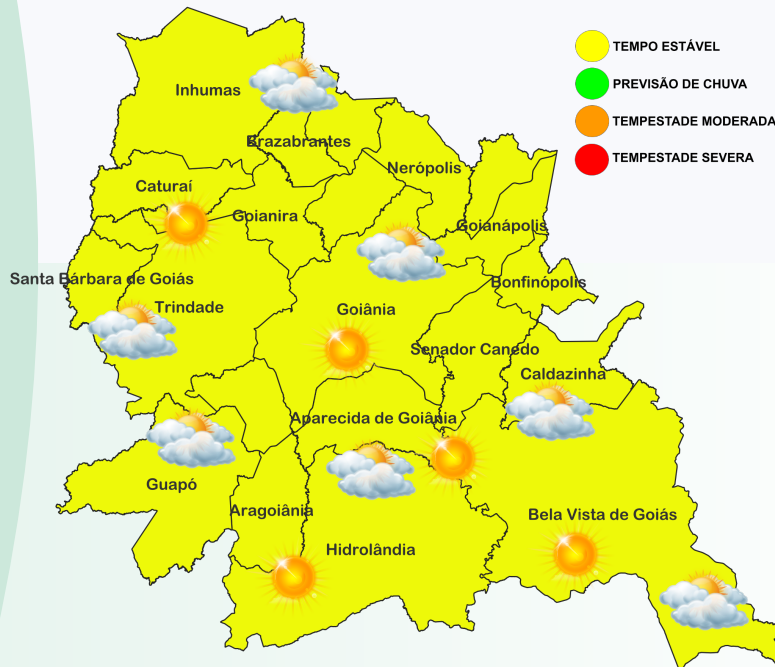 TEMPO ESTÁVEL
PREVISÃO DE CHUVA
TEMPESTADE MODERADA
TEMPESTADE SEVERA
Inhumas
Brazabrantes
Nerópolis
Caturaí
Goianira
Goianápolis
Santa Bárbara de Goiás
Bonfinópolis
Trindade
Goiânia
Senador Canedo
Caldazinha
Aparecida de Goiânia
Guapó
Aragoiânia
Bela Vista de Goiás
Hidrolândia